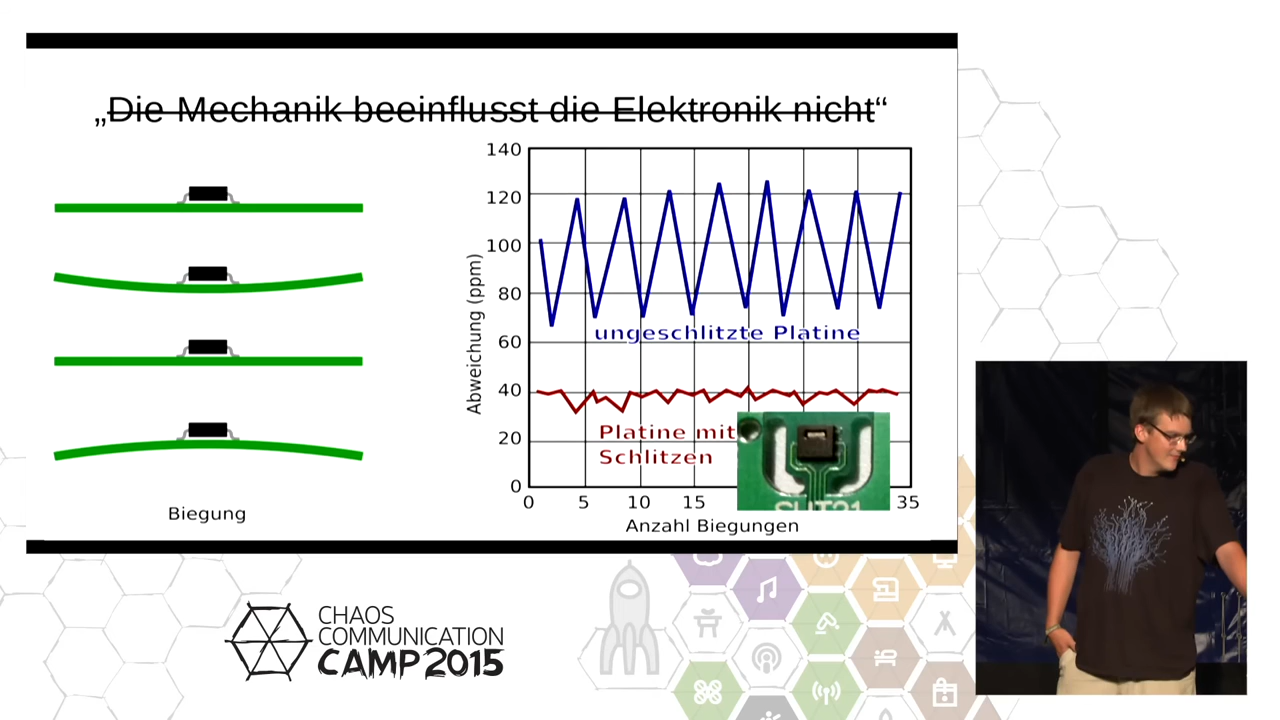 „Die Mechanik beeinflusst die Elektronik nicht“
140
120
100
80
60
40
20
0
Abweichung (ppm)
ungeschlitzte Platine
Platine mit
Schlitzen
SHT21
0 5 10 15 35
Anzahl Biegungen
Biegung
CHAOS
COMMUNICATION
CAMP 2015